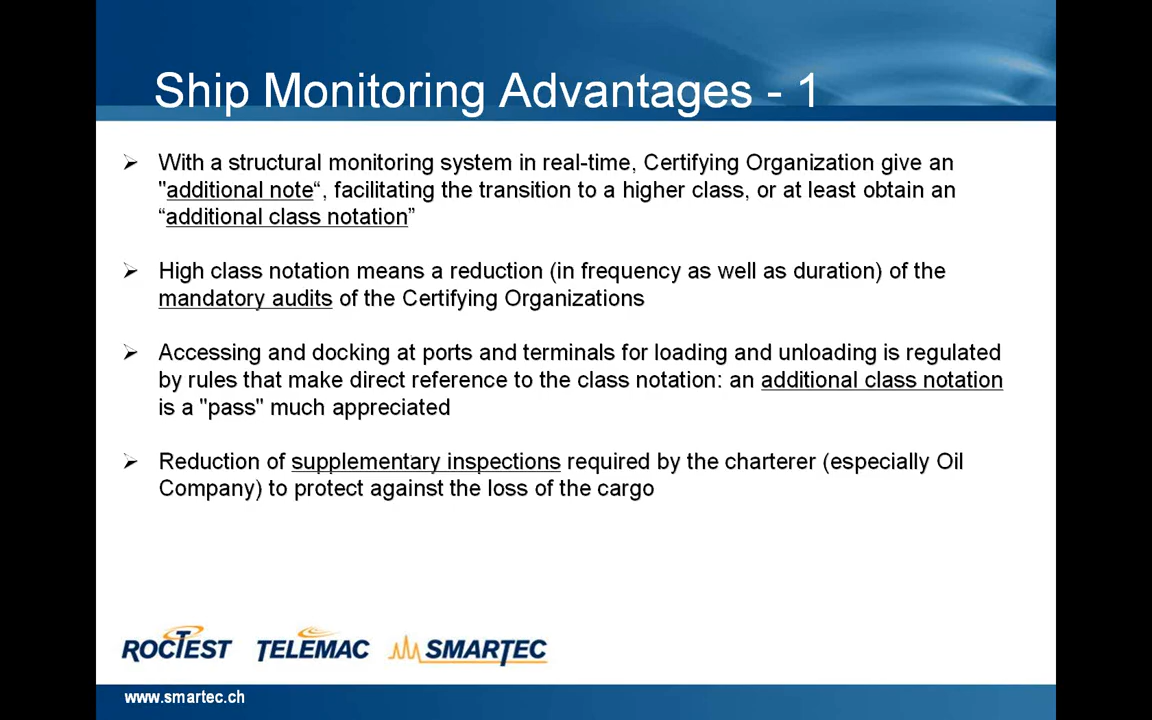 Ship Monitoring Advantages - 1
With a structural monitoring system in real-time, Certifying Organization give an
"additional note“, facilitating the transition to a higher class, or at least obtain an
“additional class notation”
High class notation means a reduction (in frequency as well as duration) of the
mandatory audits of the Certifying Organizations
Accessing and docking at ports and terminals for loading and unloading is regulated
by rules that make direct reference to the class notation: an additional class notation
is a "pass" much appreciated
Reduction of supplementary inspections required by the charterer (especially Oil
Company) to protect against the loss of the cargo
ROCTEST TELEMAC SMARTEC
www.smartec.ch